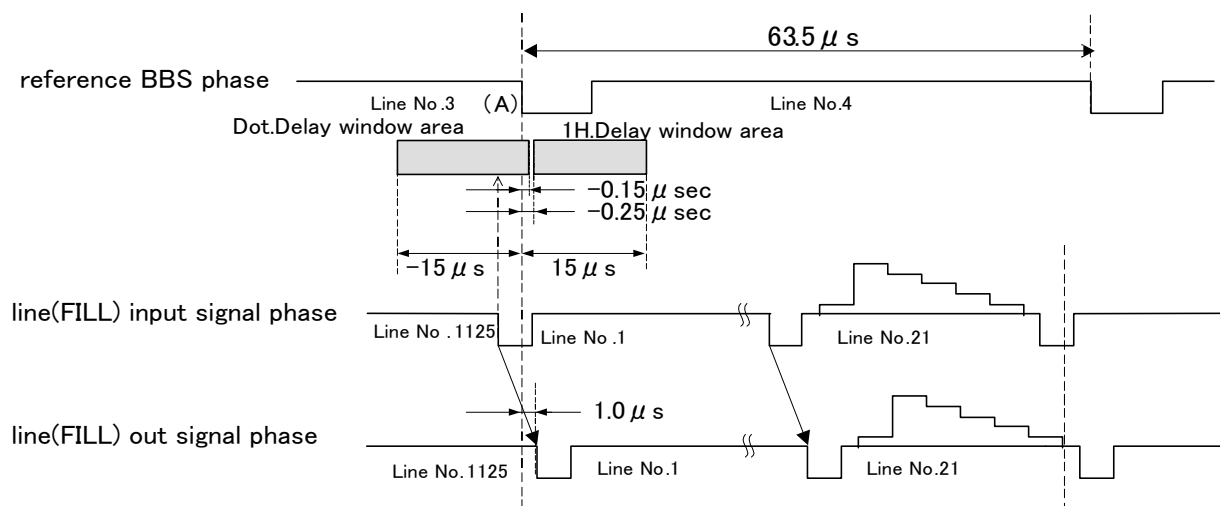 63.5 μ s
reference BBS phase
Line No.3
(A)
Line No.4
Dot.Delay window area
1H.Delay window area
-0.15 μ sec
-0.25 μ sec
-15 μ s
15 μ s
line(FILL) input signal phase
Line No .1125
Line No .1
Line No.21
1.0 μ s
line(FILL) out signal phase
Line No.1125
Line No.1
Line No.21